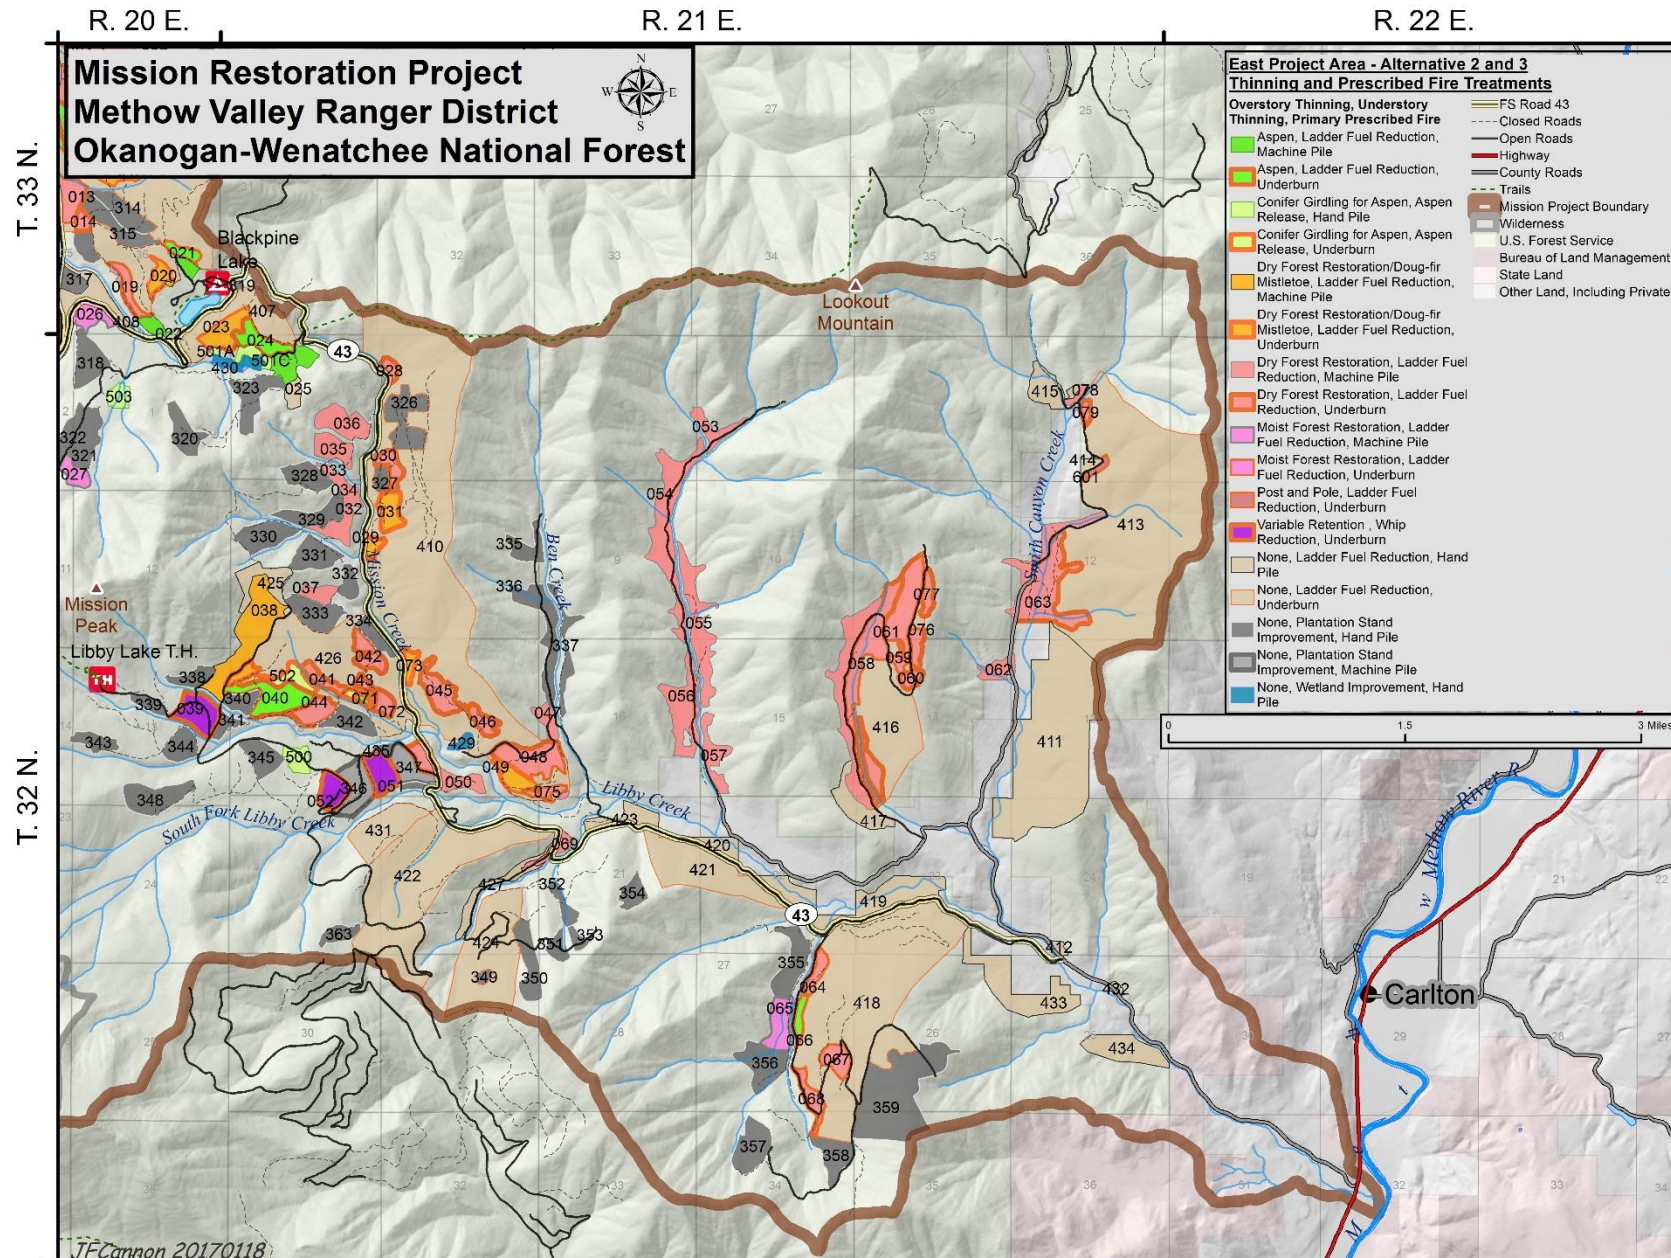 R. 20 E.
R. 21 E.
R. 22 E.
T. 33 N.
T. 32 N.
Mission Restoration Project
Methow Valley Ranger District
Okanogan-Wenatchee National Forest
N
W
E
S
East Project Area - Alternative 2 and 3
Thinning and Prescribed Fire Treatments
Overstory Thinning, Understory
Thinning, Primary Prescribed Fire
Aspen, Ladder Fuel Reduction,
Machine Pile
Aspen, Ladder Fuel Reduction,
Underburn
Conifer Girdling for Aspen, Aspen
Release, Hand Pile
Conifer Girdling for Aspen, Aspen
Release, Underburn
Dry Forest Restoration/Doug-fir
Mistletoe, Ladder Fuel Reduction,
Machine Pile
Dry Forest Restoration/Doug-fir
Mistletoe, Ladder Fuel Reduction,
Underburn
Dry Forest Restoration, Ladder Fuel
Reduction, Machine Pile
Dry Forest Restoration, Ladder Fuel
Reduction, Underburn
Moist Forest Restoration, Ladder
Fuel Reduction, Machine Pile
Moist Forest Restoration, Ladder
Fuel Reduction, Underburn
Post and Pole, Ladder Fuel
Reduction, Underburn
Variable Retention , Whip
Reduction, Underburn
None, Ladder Fuel Reduction, Hand
Pile
None, Ladder Fuel Reduction,
Underburn
None, Plantation Stand
Improvement, Hand Pile
None, Plantation Stand
Improvement, Machine Pile
None, Wetland Improvement, Hand
Pile
FS Road 43
Closed Roads
Open Roads
Highway
County Roads
Trails
Mission Project Boundary
Wilderness
U.S. Forest Service
Bureau of Land Management
State Land
Other Land, Including Private
0
1.5
3 Miles
27
26
25
31
32
33
34
35
36
013
314
014
315
Blackpine
Lake
021
020
317
019
319
026
408
022
023
407
024
501A
501C
430
318
323
025
503
43
028
326
Lookout
Mountain
415
078
079
036
035
033
030
320
322
321
027
328
034
327
032
031
329
029
330
331
410
053
054
414
601
413
Smith Canyon Creek
335
336
Ben Creek
337
Mission Creek
Mission
Peak
425
038
037
332
333
334
Libby Lake T.H.
TH
426
042
073
502
041
043
338
340
040
044
071
072
342
339
039
341
343
344
345
500
045
046
047
429
048
049
075
050
435
347
051
346
052
348
South Fork Libby Creek
Libby Creek
055
056
057
061
077
076
058
059
060
416
417
062
063
411
431
422
423
420
421
069
427
352
354
353
351
350
424
349
363
43
419
412
432
433
434
355
064
065
066
418
067
068
356
357
358
359
Methow River
Carlton
JFCannon 20170118